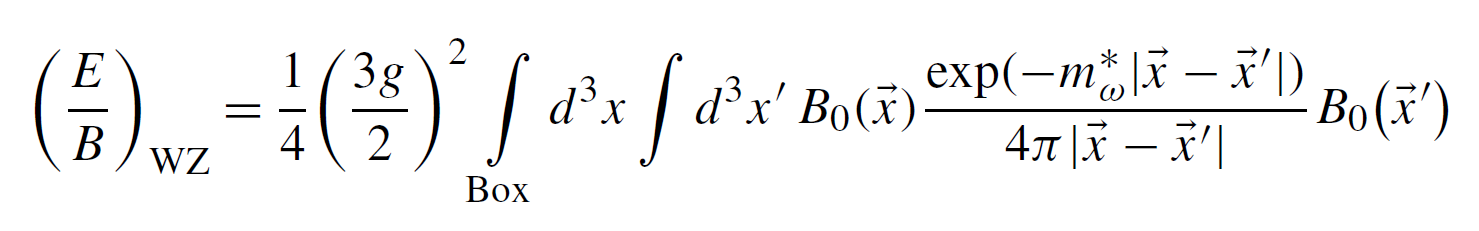 (E/B)_WZ = 1/4 (3g/2)^2 ∫_Box d^3x ∫ d^3x′ B_0(x⃗) exp(−m*_ω|x⃗ − x⃗′|) / 4π|x⃗ − x⃗′| B_0(x⃗′)